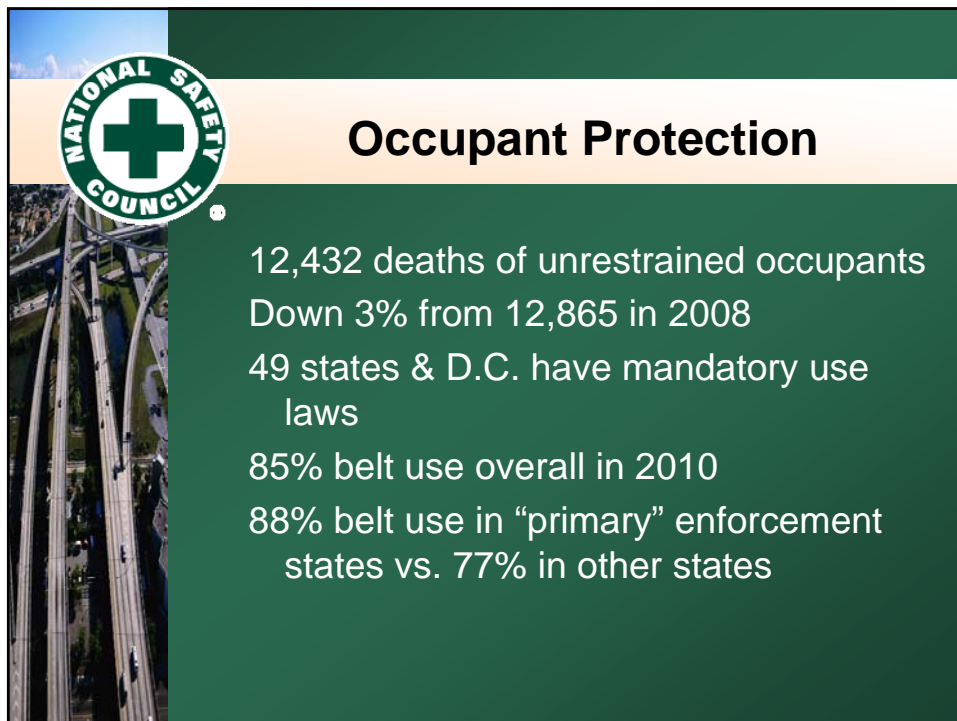 NATIONAL SAFETY
COUNCIL
®
Occupant Protection
12,432 deaths of unrestrained occupants
Down 3% from 12,865 in 2008
49 states & D.C. have mandatory use
laws
85% belt use overall in 2010
88% belt use in “primary” enforcement
states vs. 77% in other states